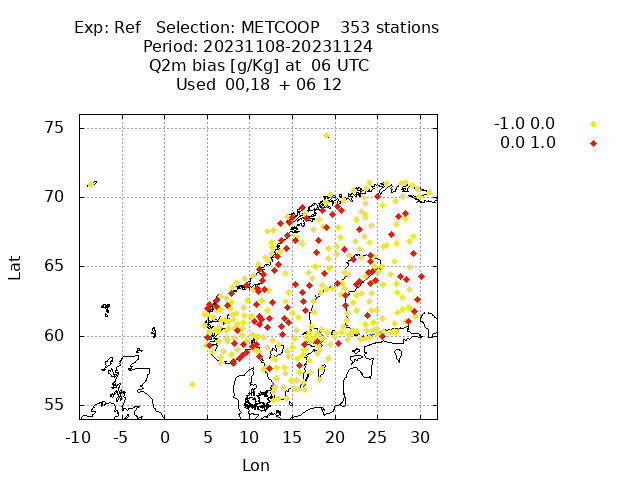 Exp: Ref   Selection: METCOOP    353 stations
Period: 20231108-20231124
Q2m bias [g/Kg] at  06 UTC
Used  00,18  + 06 12
-1.0 0.0
0.0 1.0
75
70
65
60
55
Lat
-10 -5 0 5 10 15 20 25 30
Lon